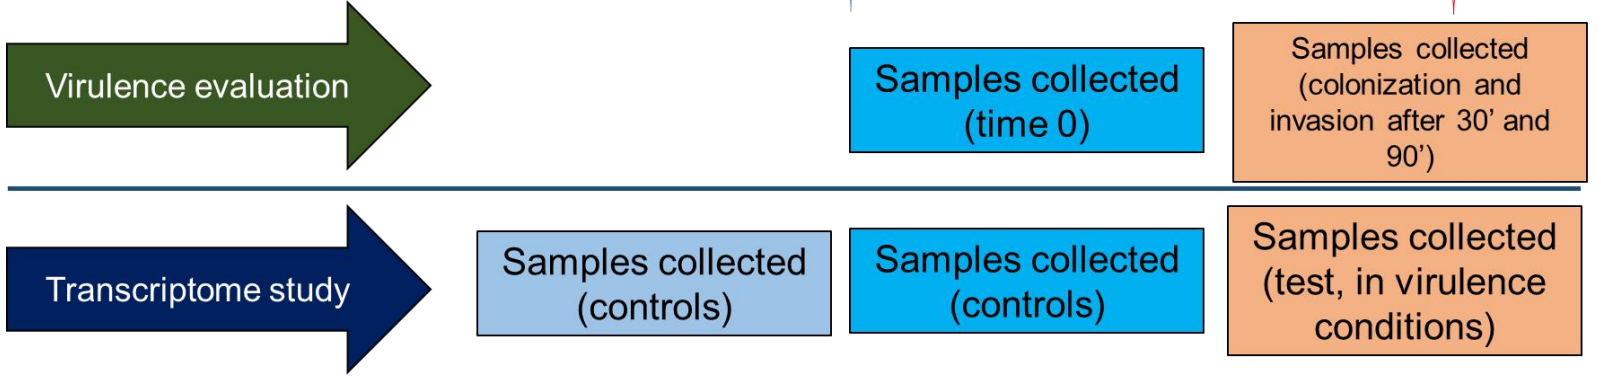 Virulence evaluation
Samples collected
(time 0)
Samples collected
(colonization and
invasion after 30’ and
90’)
Transcriptome study
Samples collected
(controls)
Samples collected
(controls)
Samples collected
(test, in virulence
conditions)